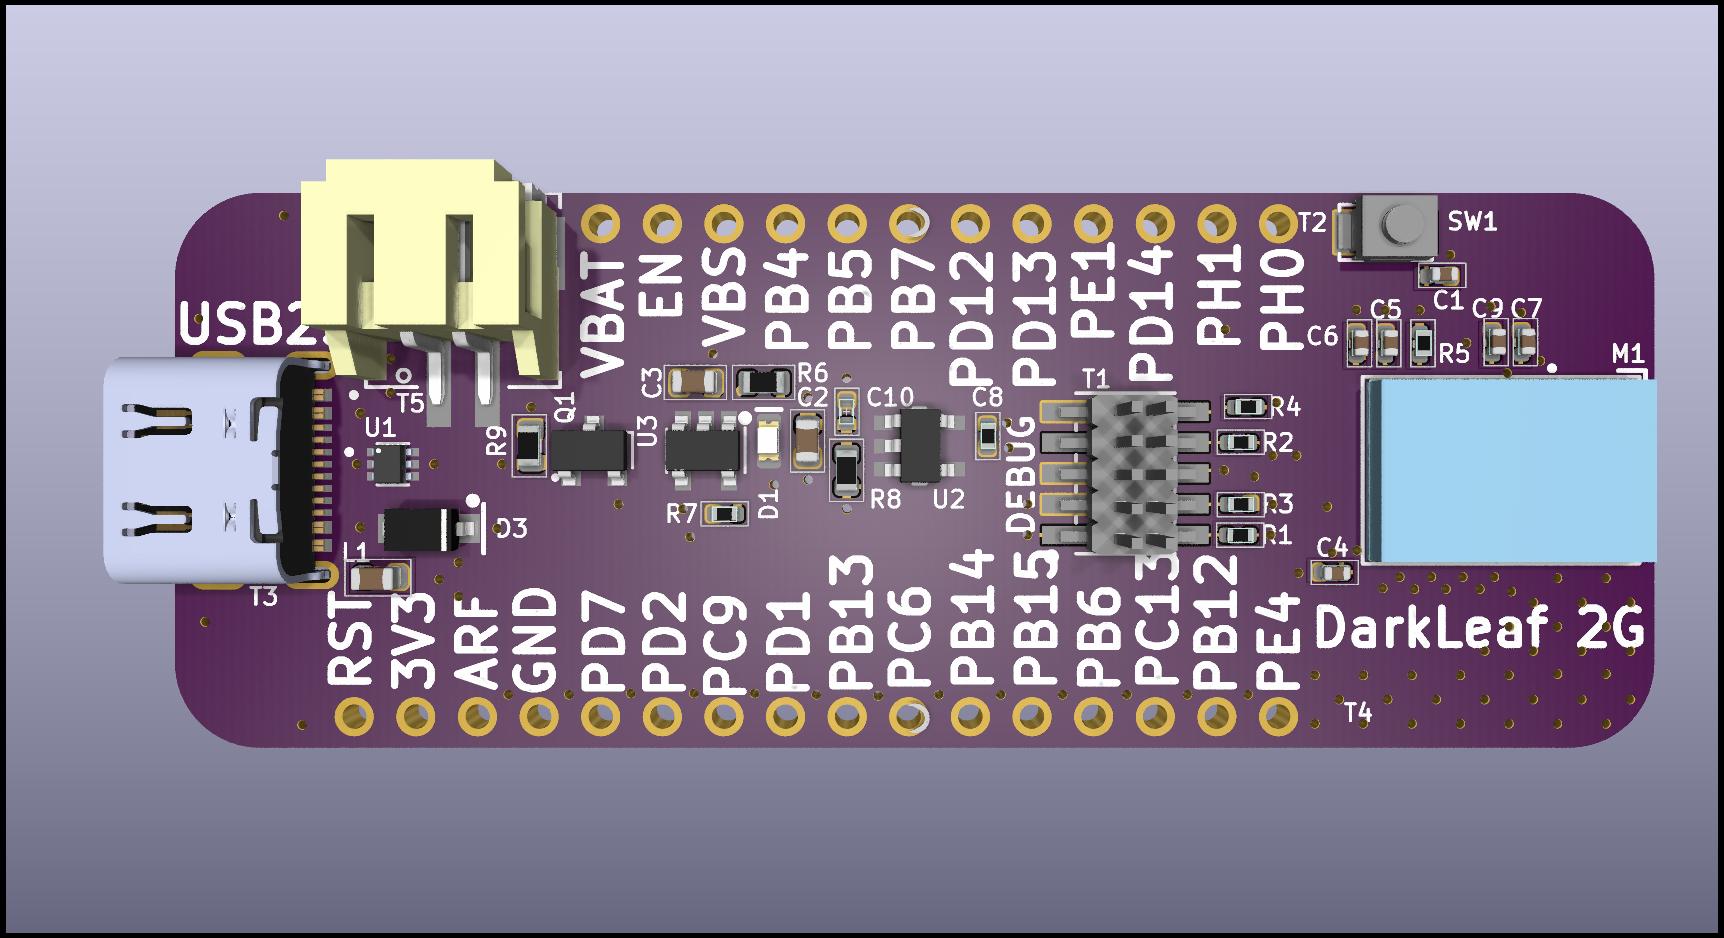 T2
SW1
VBAT
EN
VBS
PB4
PB5
PB7
PD12
PD13
PE1
PD14
PH1
PH0
C1
USB2
C6
C5
R5
C9
C7
M1
T5
C3
R6
C2
C10
C8
T1
R4
U1
R9
Q1
U3
D1
R8
U2
DEBUG
R2
R7
D3
R3
R1
C4
T3
RST
3V3
ARF
GND
PD7
PD2
PC9
PD1
PB13
PC6
PB14
PB15
PB6
PC13
PB12
PE4
DarkLeaf 2G
T4